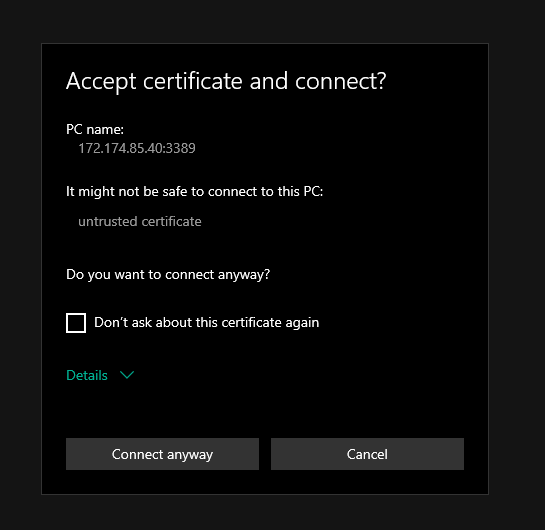 Accept certificate and connect?
PC name:
172.174.85.40:3389
It might not be safe to connect to this PC:
untrusted certificate
Do you want to connect anyway?
Don't ask about this certificate again
Details
Connect anyway
Cancel